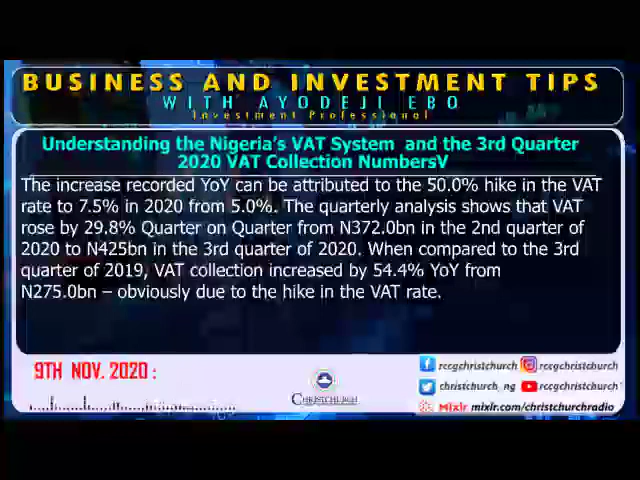 BUSINESS AND INVESTMENT TIPS
WITH AYODEJI EBO
Investment Professional
Understanding the Nigeria's VAT System and the 3rd Quarter
2020 VAT Collection NumbersV
The increase recorded YoY can be attributed to the 50.0% hike in the VAT
rate to 7.5% in 2020 from 5.0%. The quarterly analysis shows that VAT
rose by 29.8% Quarter on Quarter from N372.0bn in the 2nd quarter of
2020 to N425bn in the 3rd quarter of 2020. When compared to the 3rd
quarter of 2019, VAT collection increased by 54.4% YoY from
N275.0bn – obviously due to the hike in the VAT rate.
9TH NOV. 2020 :
CHRISTCHURCH
rccgchristchurch rccgchristchurch
christchurch_ng rccgchristchurch
Mixlr mixlr.com/christchurchradio